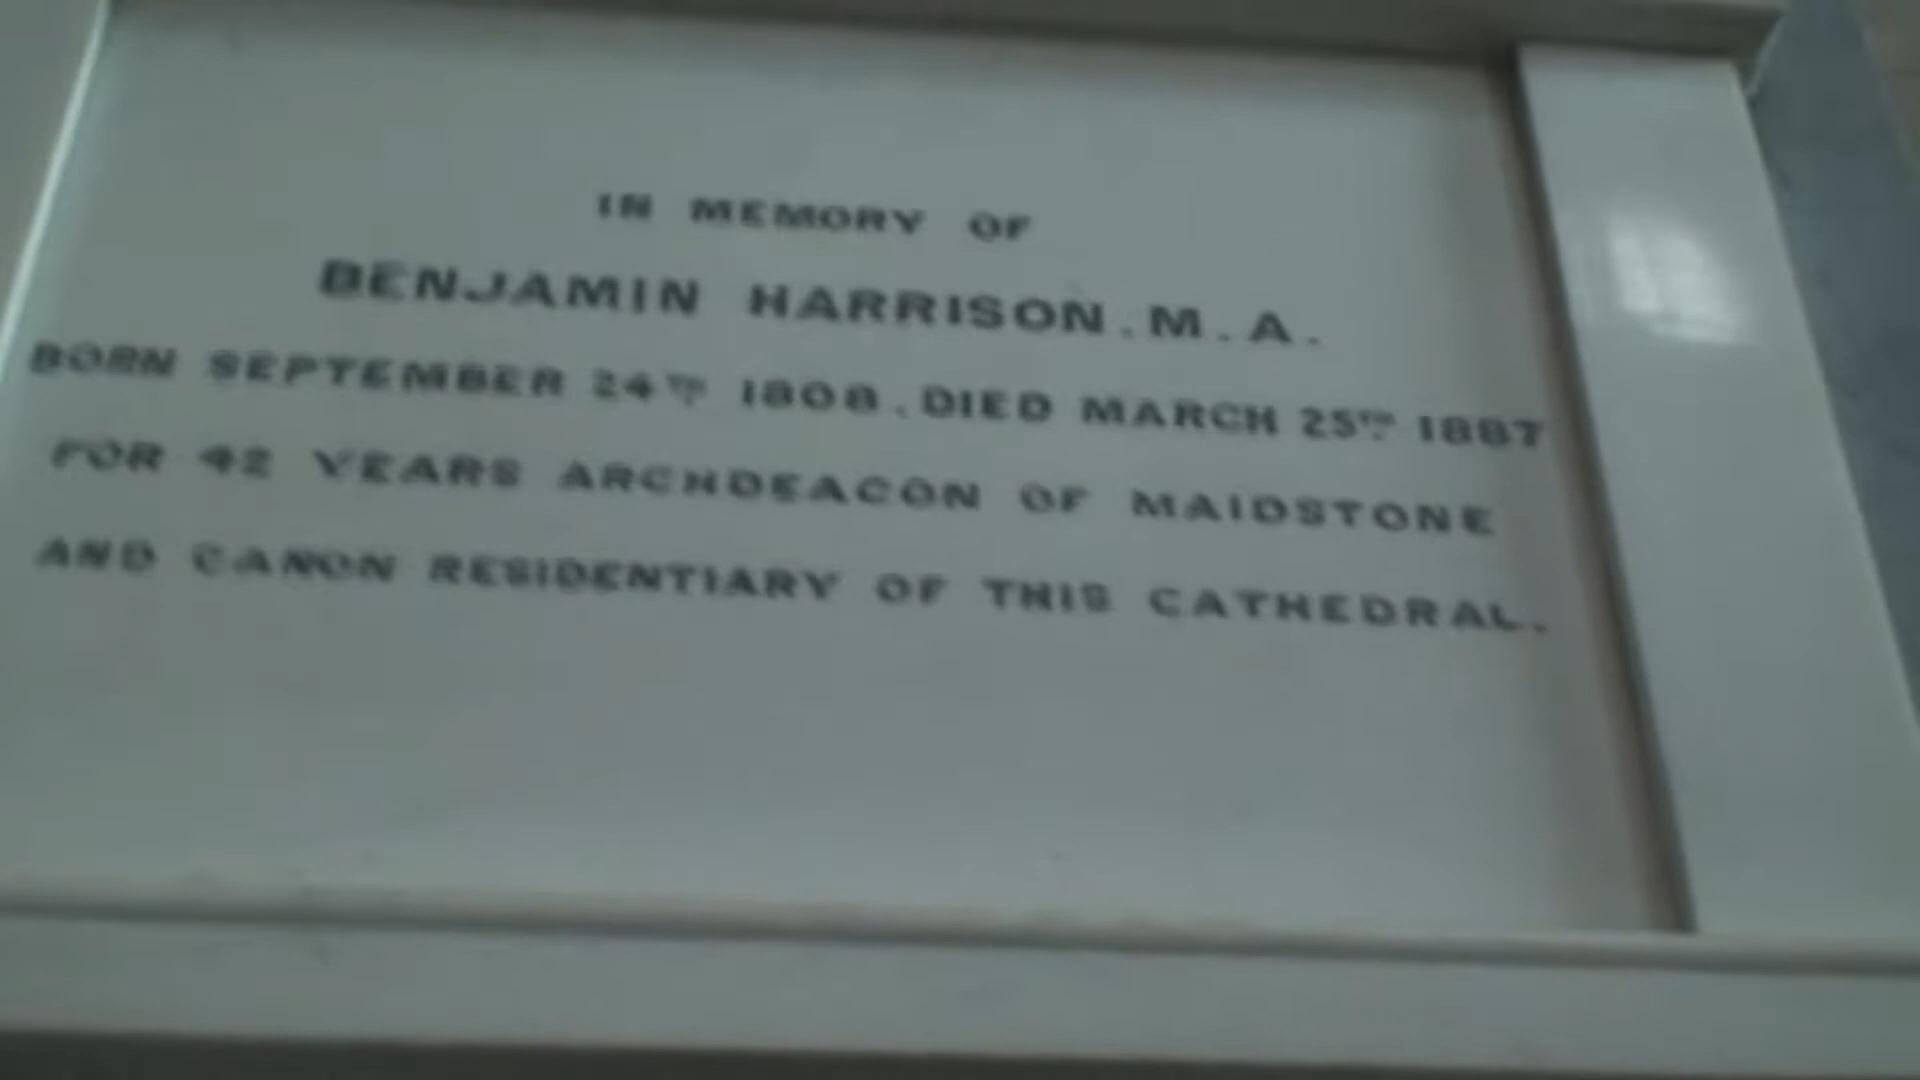 IN MEMORY OF
BENJAMIN HARRISON . M . A .
BORN SEPTEMBER 24TH 1808 . DIED MARCH 25TH 1887
FOR 42 YEARS ARCHDEACON OF MAIDSTONE
AND CANON RESIDENTIARY OF THIS CATHEDRAL .